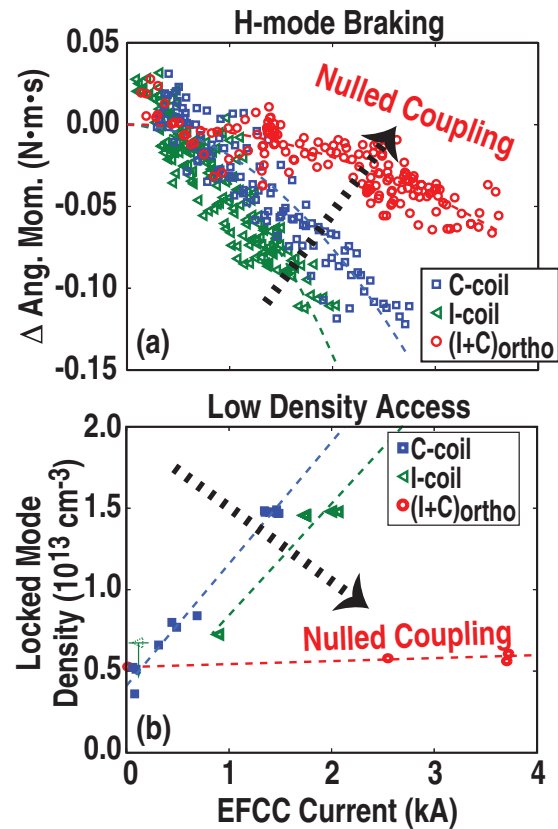 H-mode Braking
0.05
0.00
-0.05
-0.10
-0.15
Δ Ang. Mom. (N•m•s)
Nulled Coupling
C-coil
I-coil
(I+C)ortho
(a)
Low Density Access
2.0
1.5
1.0
0.5
0.0
Locked Mode
Density (10¹³ cm⁻³)
C-coil
I-coil
(I+C)ortho
Nulled Coupling
(b)
0 1 2 3 4
EFCC Current (kA)